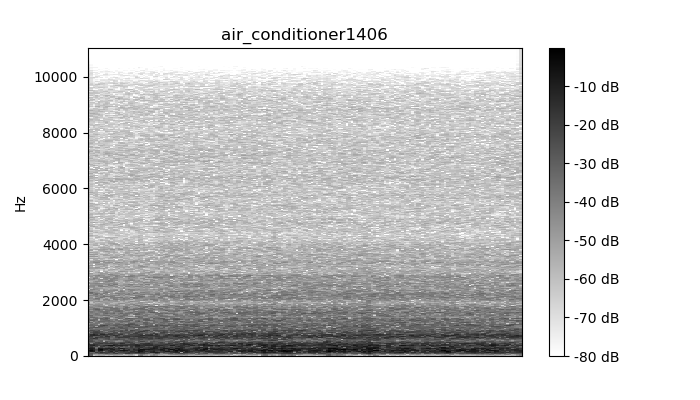 air_conditioner1406
Hz
10000
8000
6000
4000
2000
0
-10 dB
-20 dB
-30 dB
-40 dB
-50 dB
-60 dB
-70 dB
-80 dB